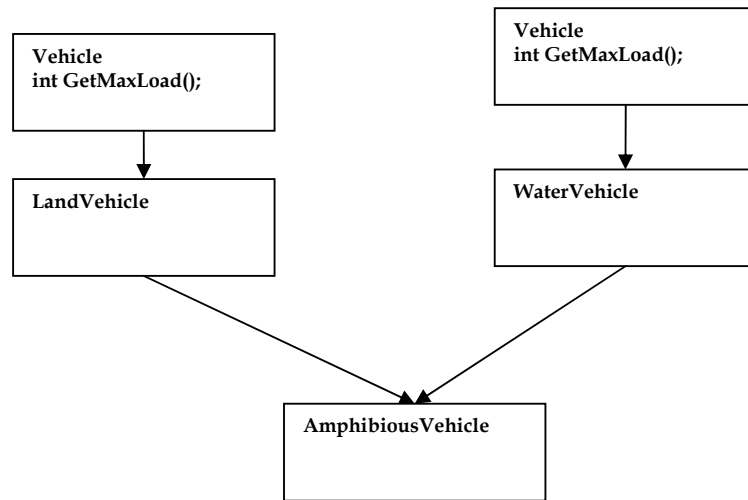 Vehicle
int GetMaxLoad();
Vehicle
int GetMaxLoad();
LandVehicle
WaterVehicle
AmphibiousVehicle